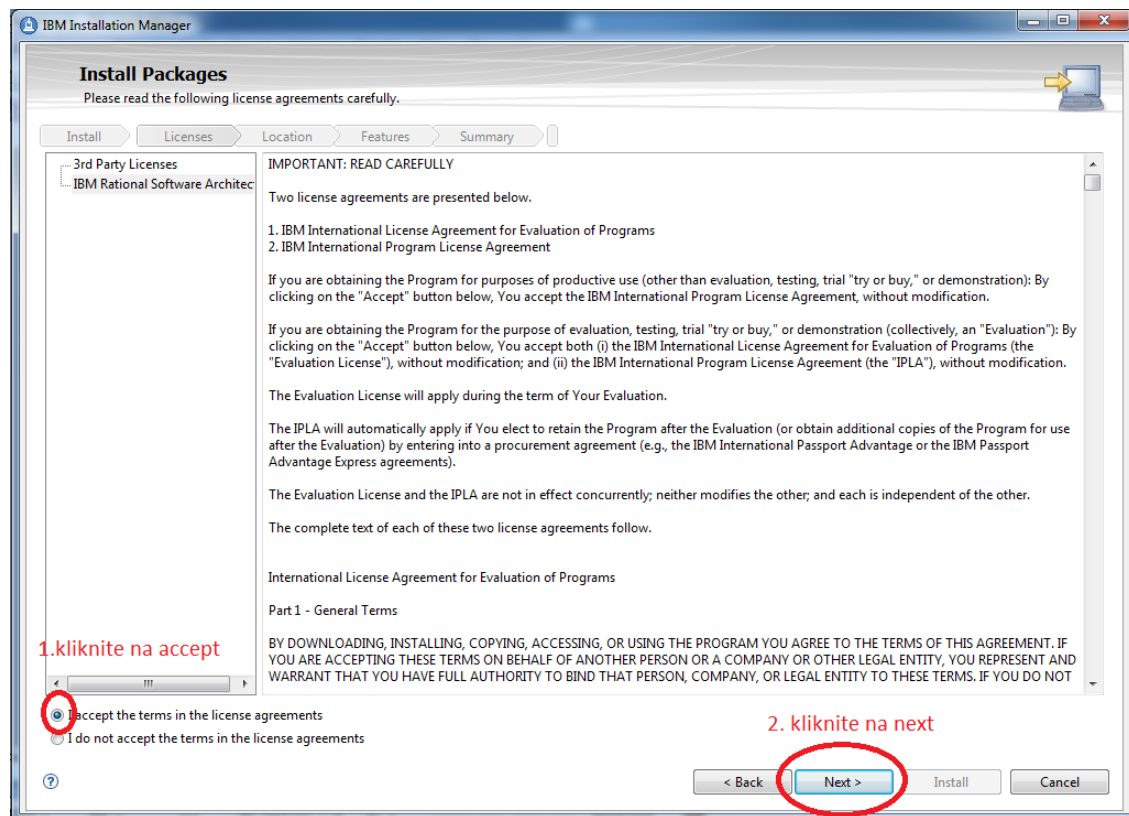 IBM Installation Manager
Install Packages
Please read the following license agreements carefully.
Install Licenses Location Features Summary
3rd Party Licenses
IBM Rational Software Architec
IMPORTANT: READ CAREFULLY
Two license agreements are presented below.
1. IBM International License Agreement for Evaluation of Programs
2. IBM International Program License Agreement
If you are obtaining the Program for purposes of productive use (other than evaluation, testing, trial "try or buy," or demonstration): By
clicking on the "Accept" button below, You accept the IBM International Program License Agreement, without modification.
If you are obtaining the Program for the purpose of evaluation, testing, trial "try or buy," or demonstration (collectively, an "Evaluation"): By
clicking on the "Accept" button below, You accept both (i) the IBM International License Agreement for Evaluation of Programs (the
"Evaluation License"), without modification; and (ii) the IBM International Program License Agreement (the "IPLA"), without modification.
The Evaluation License will apply during the term of Your Evaluation.
The IPLA will automatically apply if You elect to retain the Program after the Evaluation (or obtain additional copies of the Program for use
after the Evaluation) by entering into a procurement agreement (e.g., the IBM International Passport Advantage or the IBM Passport
Advantage Express agreements).
The Evaluation License and the IPLA are not in effect concurrently; neither modifies the other; and each is independent of the other.
The complete text of each of these two license agreements follow.
International License Agreement for Evaluation of Programs
Part 1 - General Terms
BY DOWNLOADING, INSTALLING, COPYING, ACCESSING, OR USING THE PROGRAM YOU AGREE TO THE TERMS OF THIS AGREEMENT. IF
YOU ARE ACCEPTING THESE TERMS ON BEHALF OF ANOTHER PERSON OR A COMPANY OR OTHER LEGAL ENTITY, YOU REPRESENT AND
WARRANT THAT YOU HAVE FULL AUTHORITY TO BIND THAT PERSON, COMPANY, OR LEGAL ENTITY TO THESE TERMS. IF YOU DO NOT
1.kliknite na accept
I accept the terms in the license agreements
I do not accept the terms in the license agreements
2. kliknite na next
< Back Next > Install Cancel